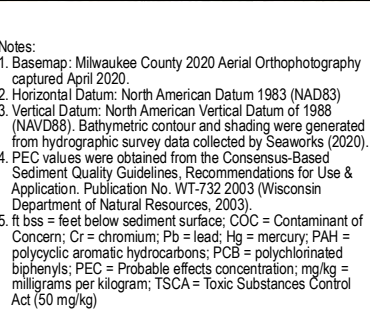 Notes:
1. Basemap: Milwaukee County 2020 Aerial Orthophotography
captured April 2020.
2. Horizontal Datum: North American Datum 1983 (NAD83)
3. Vertical Datum: North American Vertical Datum of 1988
(NAVD88). Bathymetric contour and shading were generated
from hydrographic survey data collected by Seaworks (2020).
4. PEC values were obtained from the Consensus-Based
Sediment Quality Guidelines, Recommendations for Use &
Application. Publication No. WT-732 2003 (Wisconsin
Department of Natural Resources, 2003).
5. ft bss = feet below sediment surface; COC = Contaminant of
Concern; Cr = chromium; Pb = lead; Hg = mercury; PAH =
polycyclic aromatic hydrocarbons; PCB = polychlorinated
biphenyls; PEC = Probable effects concentration; mg/kg =
milligrams per kilogram; TSCA = Toxic Substances Control
Act (50 mg/kg)